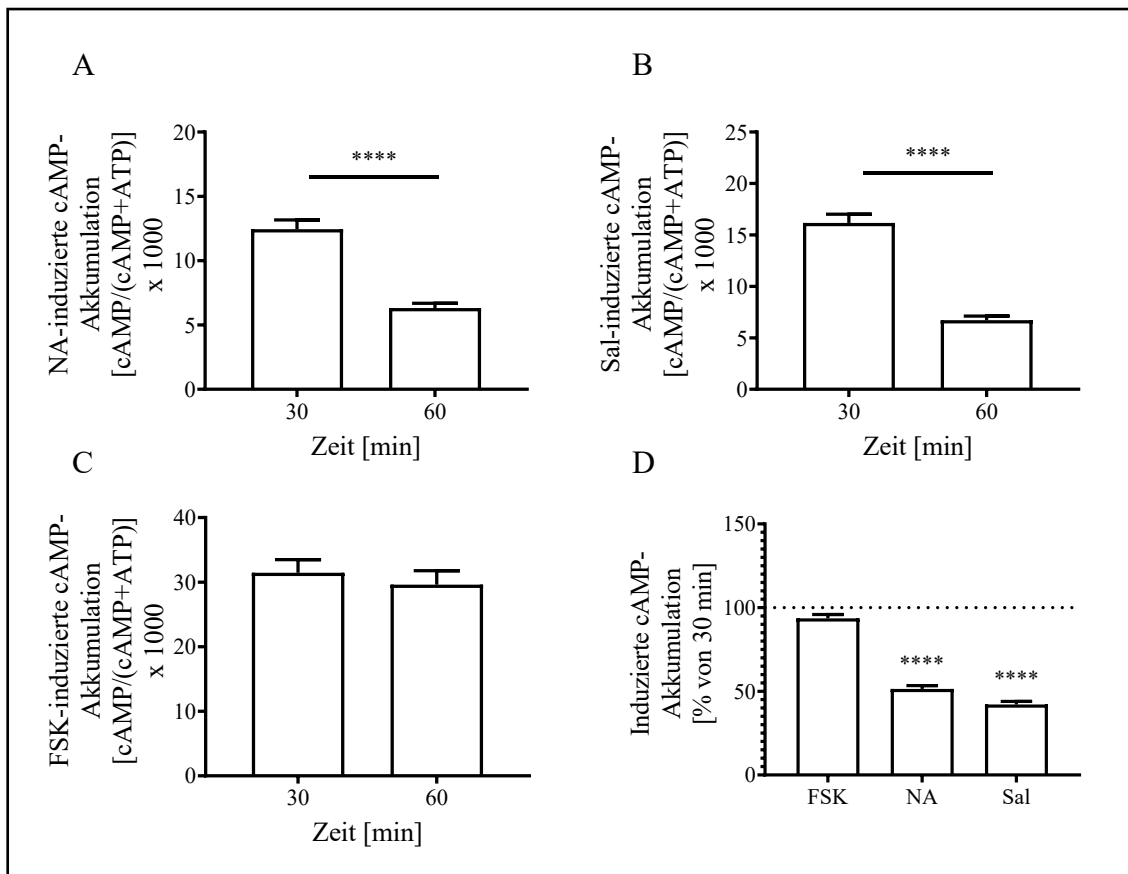 A
NA-induzierte cAMP-
Akkumulation
[cAMP/(cAMP+ATP)]
x 1000
20
15
10
5
0
****
30
60
Zeit [min]
B
Sal-induzierte cAMP-
Akkumulation
[cAMP/(cAMP+ATP)]
x 1000
25
20
15
10
5
0
****
30
60
Zeit [min]
C
FSK-induzierte cAMP-
Akkumulation
[cAMP/(cAMP+ATP)]
x 1000
40
30
20
10
0
30
60
Zeit [min]
D
Induzierte cAMP-
Akkumulation
[% von 30 min]
150
100
50
0
****
****
FSK
NA
Sal